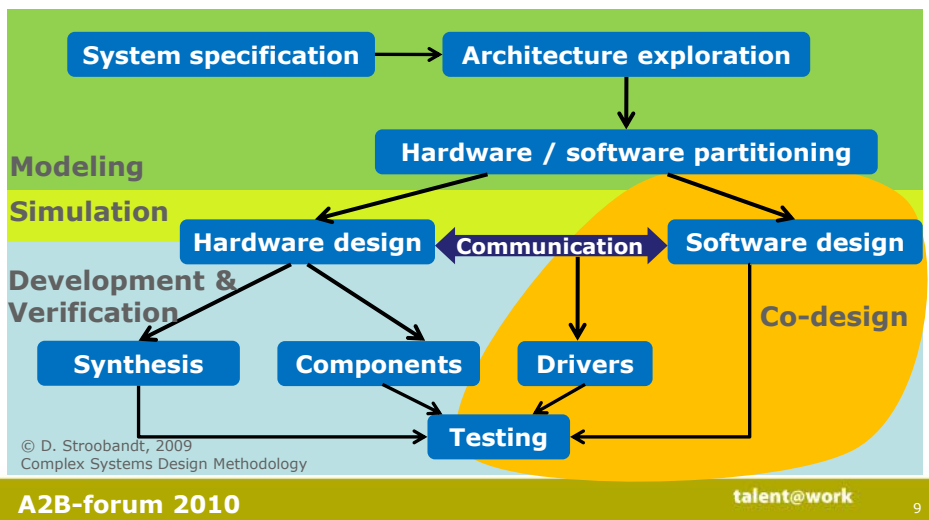 System specification
Architecture exploration
Hardware / software partitioning
Modeling
Simulation
Hardware design
Communication
Software design
Development &
Verification
Co-design
Synthesis
Components
Drivers
Testing
© D. Stroobandt, 2009
Complex Systems Design Methodology
A2B-forum 2010
talent@work
9